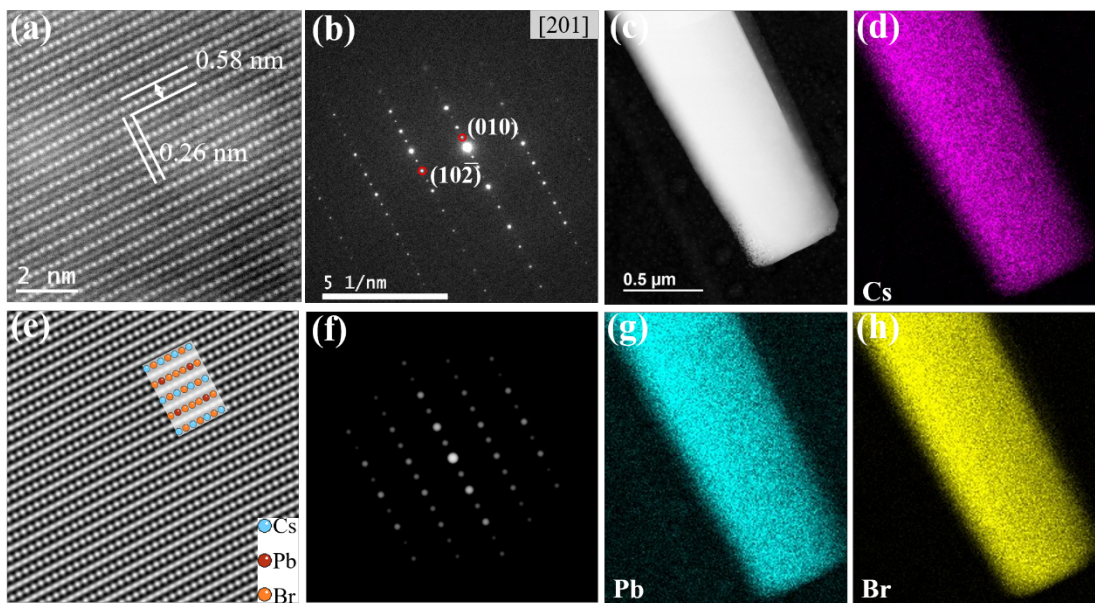 (a)
0.58 nm
0.26 nm
2 nm
(b)
[201]
(010)
(102̅)
5 1/nm
(c)
0.5 μm
(d)
Cs
(e)
Cs
Pb
Br
(f)
(g)
Pb
(h)
Br